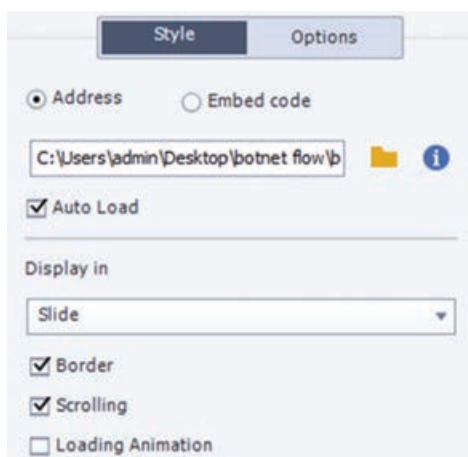 Style Options
Address Embed code
C:\Users\admin\Desktop\botnet flow\b
Auto Load
Display in
Slide
Border
Scrolling
Loading Animation